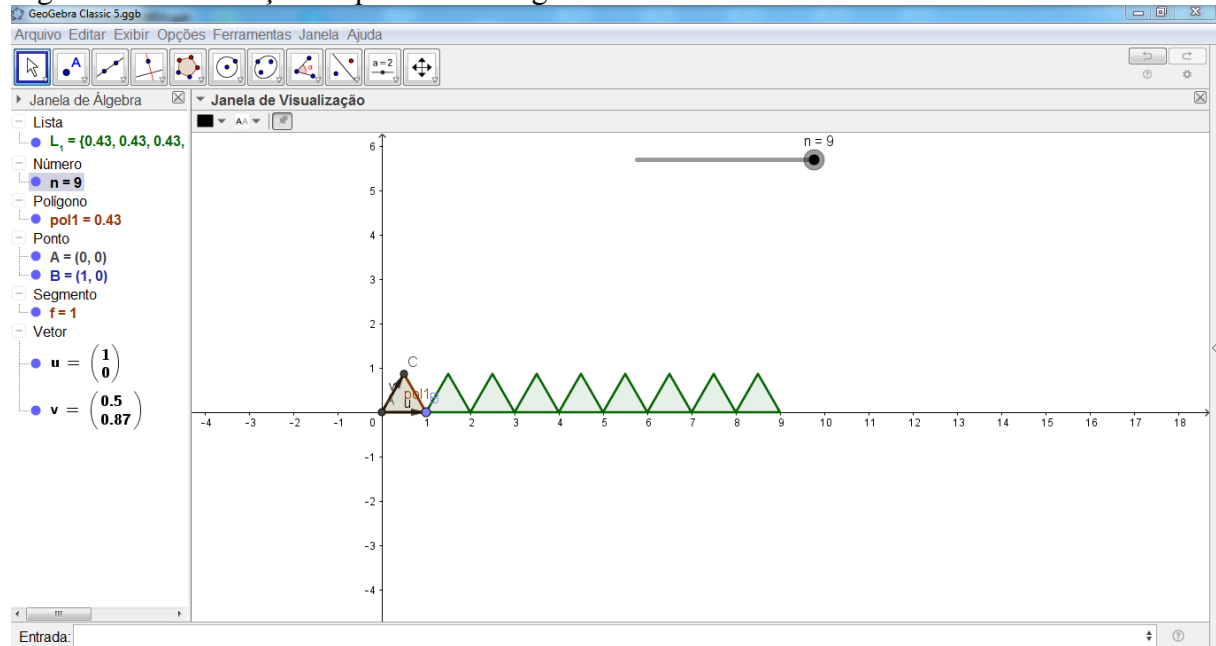 GeoGebra Classic 5.ggb
Arquivo Editar Exibir Opções Ferramentas Janela Ajuda
A
a = 2
Janela de Álgebra
Janela de Visualização
AA
Lista
L1 = {0.43, 0.43, 0.43,
Número
n = 9
Polígono
pol1 = 0.43
Ponto
A = (0, 0)
B = (1, 0)
Segmento
f = 1
Vetor
u = (1 0)
v = (0.5 0.87)
n = 9
6
5
4
3
2
1
C
v
pol1
A
u
B
-4 -3 -2 -1 0 1 2 3 4 5 6 7 8 9 10 11 12 13 14 15 16 17 18
-1
-2
-3
-4
Entrada: